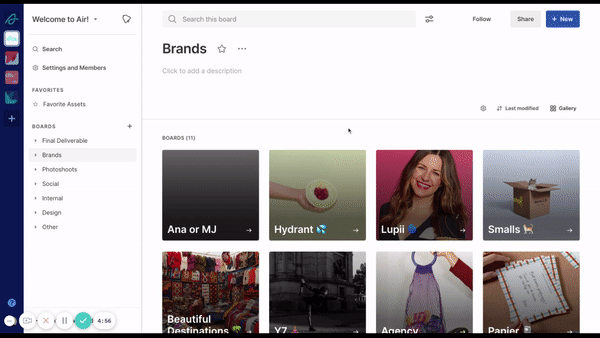 Welcome to Air!
Search this board
Follow
Share
+ New
Search
Settings and Members
FAVORITES
Favorite Assets
BOARDS
Final Deliverable
Brands
Photoshoots
Social
Internal
Design
Other
Brands
Click to add a description
Last modified
Gallery
BOARDS (11)
Ana or MJ
Hydrant 💦
Lupii
Smalls
Beautiful
Destinations
Y7
Agency
Papier
4:56